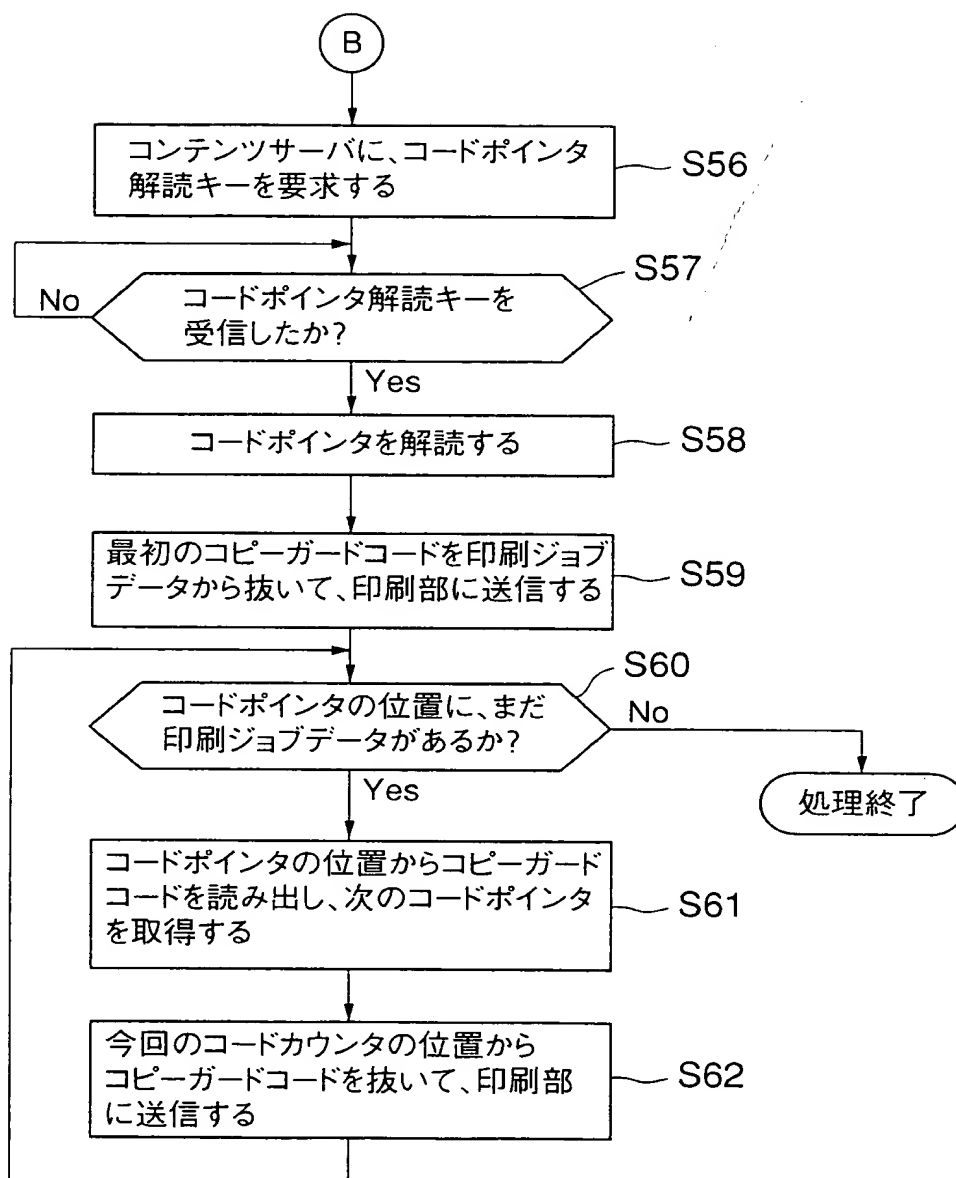 B
コンテンツサーバに、コードポインタ
解読キーを要求する
S56
S57
No
コードポインタ解読キーを
受信したか?
Yes
コードポインタを解読する
S58
最初のコピーガードコードを印刷ジョブ
データから抜いて、印刷部に送信する
S59
S60
コードポインタの位置に、まだ
印刷ジョブデータがあるか?
No
Yes
処理終了
コードポインタの位置からコピーガード
コードを読み出し、次のコードポインタ
を取得する
S61
今回のコードカウンタの位置から
コピーガードコードを抜いて、印刷部
に送信する
S62